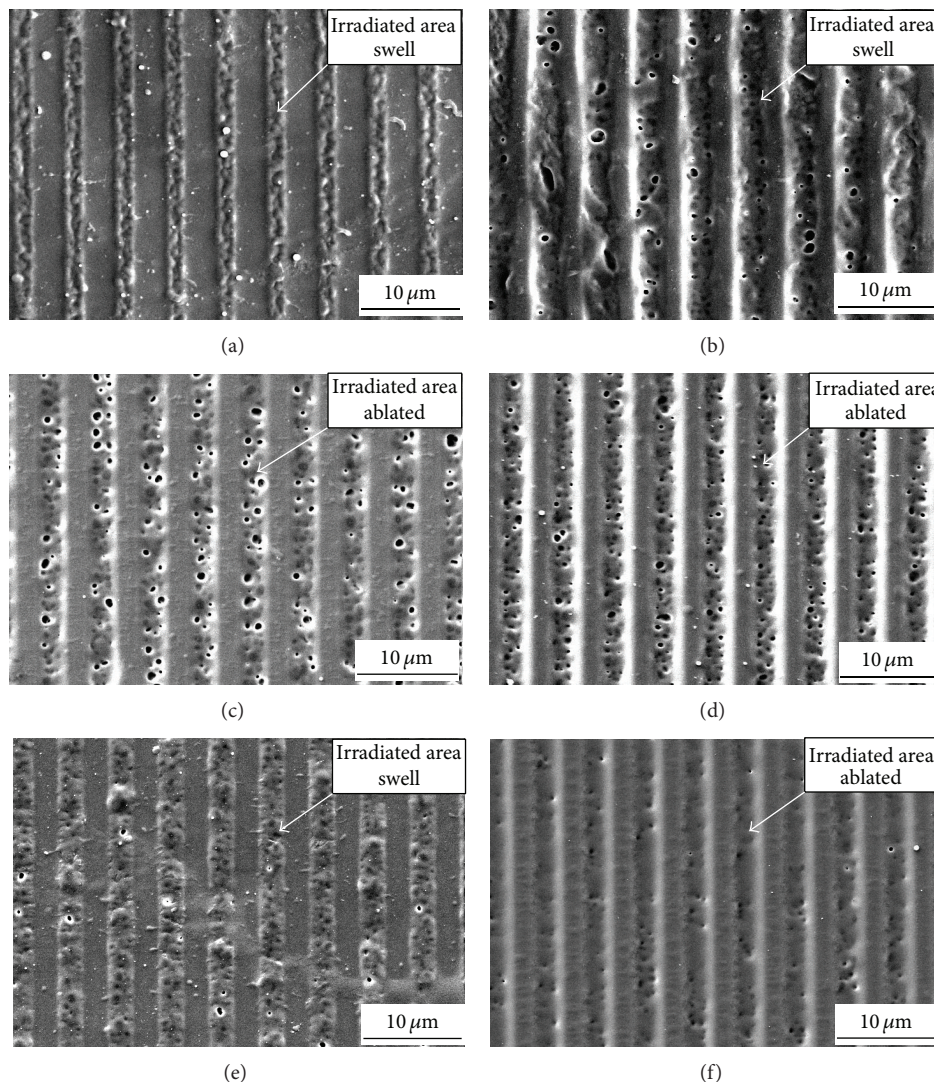 Irradiated area
swell
10 μm
(a)
Irradiated area
swell
10 μm
(b)
Irradiated area
ablated
10 μm
(c)
Irradiated area
ablated
10 μm
(d)
Irradiated area
swell
10 μm
(e)
Irradiated area
ablated
10 μm
(f)